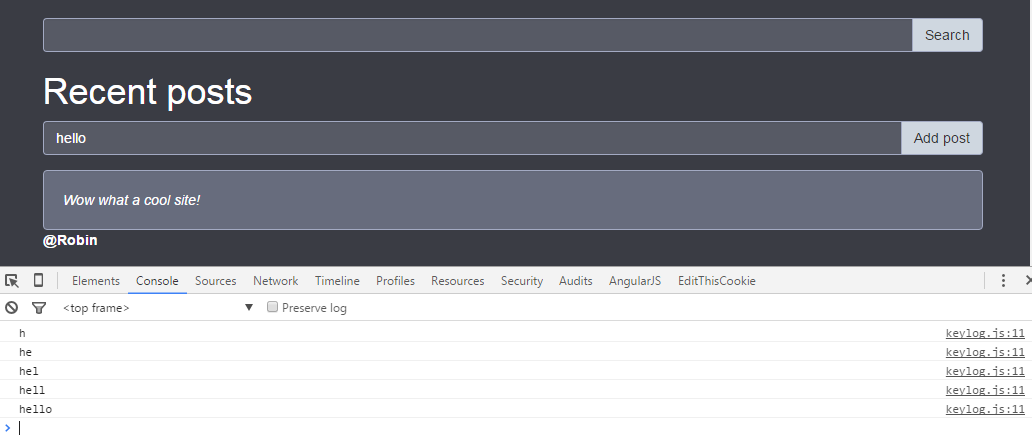 Search
Recent posts
hello Add post
Wow what a cool site!
@Robin
Elements Console Sources Network Timeline Profiles Resources Security Audits AngularJS EditThisCookie
<top frame> Preserve log
h keylog.js:11
he keylog.js:11
hel keylog.js:11
hell keylog.js:11
hello keylog.js:11